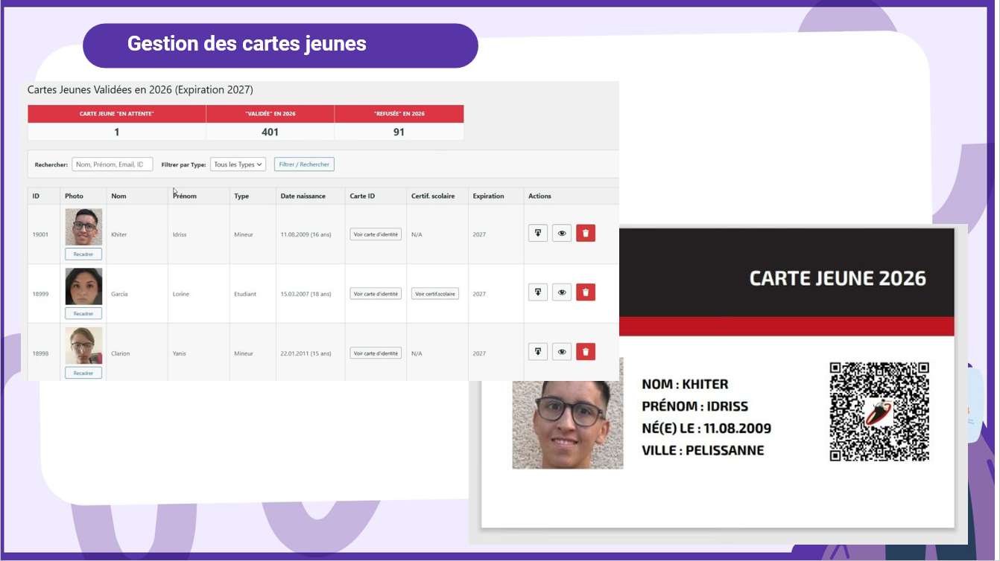 Gestion des cartes jeunes
Cartes Jeunes Validées en 2026 (Expiration 2027)
CARTE JEUNE "EN ATTENTE" "VALIDÉE" EN 2026 "REFUSÉE" EN 2026
1 401 91
Rechercher: Nom, Prénom, Email, ID Filtrer par Type: Tous les Types Filtrer / Rechercher
ID Photo Nom Prénom Type Date naissance Carte ID Certif. scolaire Expiration Actions
19001 Khiter Idriss Mineur 11.08.2009 (16 ans) Voir carte d'identité N/A 2027
Recadrer
18999 Garcia Lorine Etudiant 15.03.2007 (18 ans) Voir carte d'identité Voir certif.scolaire 2027
Recadrer
18998 Clarion Yanis Mineur 22.01.2011 (15 ans) Voir carte d'identité N/A 2027
Recadrer
CARTE JEUNE 2026
NOM : KHITER
PRÉNOM : IDRISS
NÉ(E) LE : 11.08.2009
VILLE : PELISSANNE